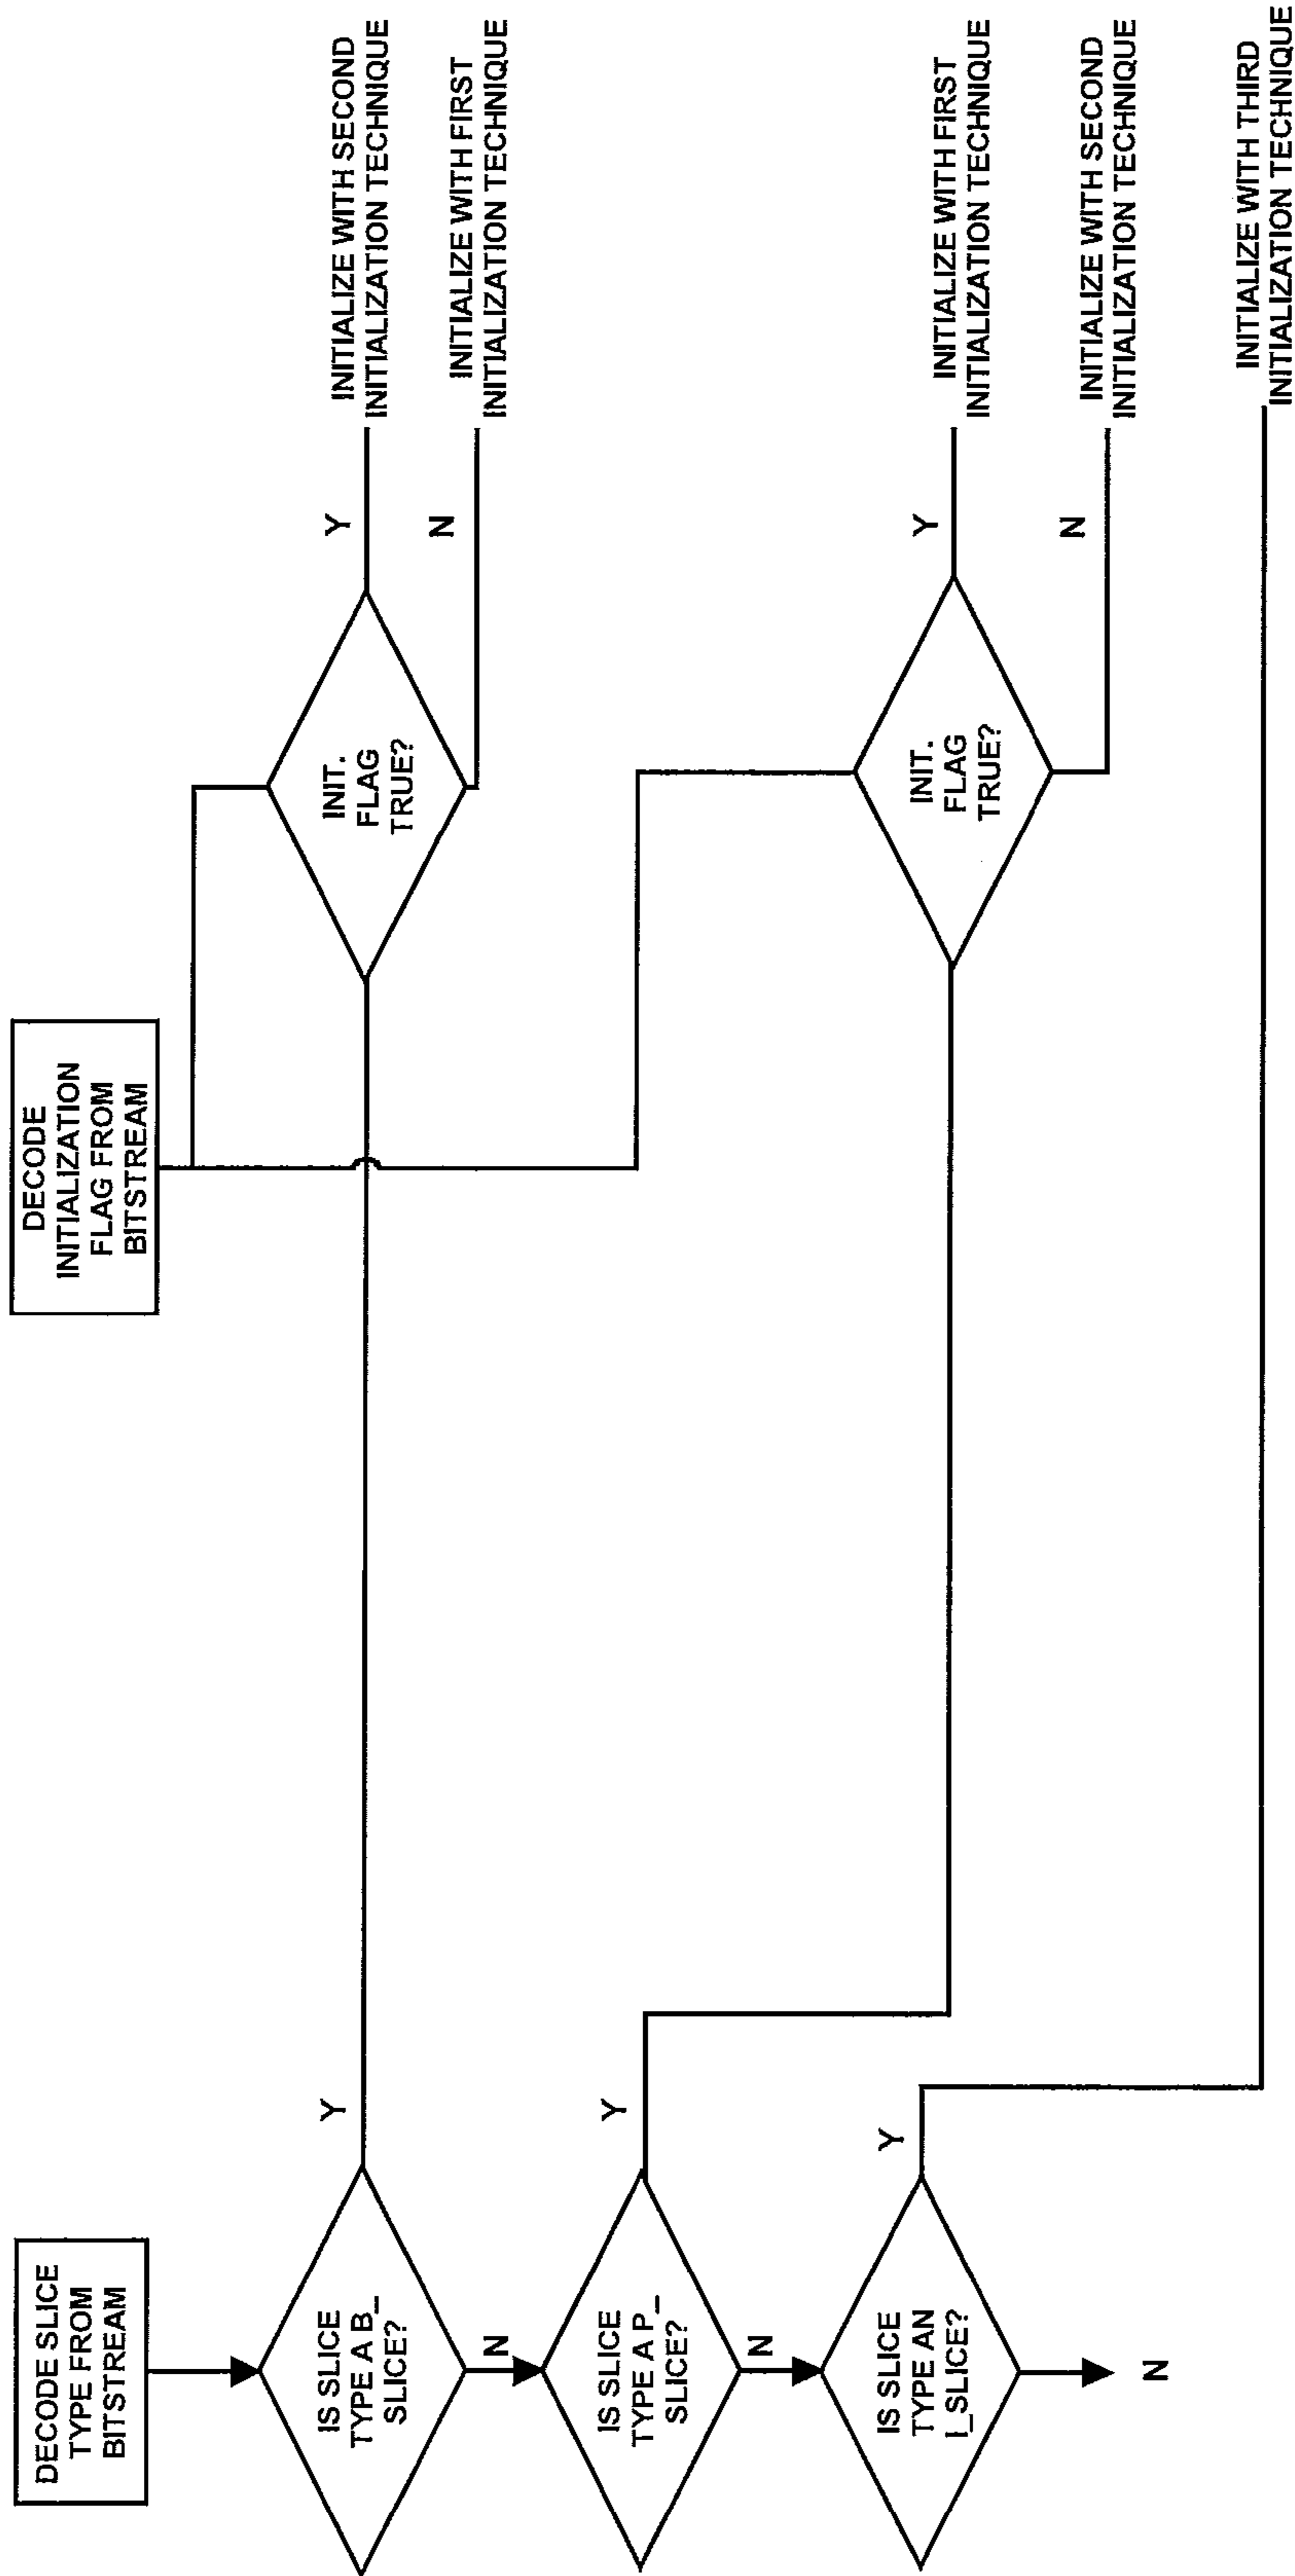 DECODE SLICE
TYPE FROM
BITSTREAM
IS SLICE
TYPE A B_
SLICE?
Y
N
IS SLICE
TYPE A P_
SLICE?
Y
N
IS SLICE
TYPE AN
I_SLICE?
Y
N
DECODE
INITIALIZATION
FLAG FROM
BITSTREAM
INIT.
FLAG
TRUE?
Y
N
INITIALIZE WITH SECOND
INITIALIZATION TECHNIQUE
INITIALIZE WITH FIRST
INITIALIZATION TECHNIQUE
INIT.
FLAG
TRUE?
Y
N
INITIALIZE WITH FIRST
INITIALIZATION TECHNIQUE
INITIALIZE WITH SECOND
INITIALIZATION TECHNIQUE
INITIALIZE WITH THIRD
INITIALIZATION TECHNIQUE